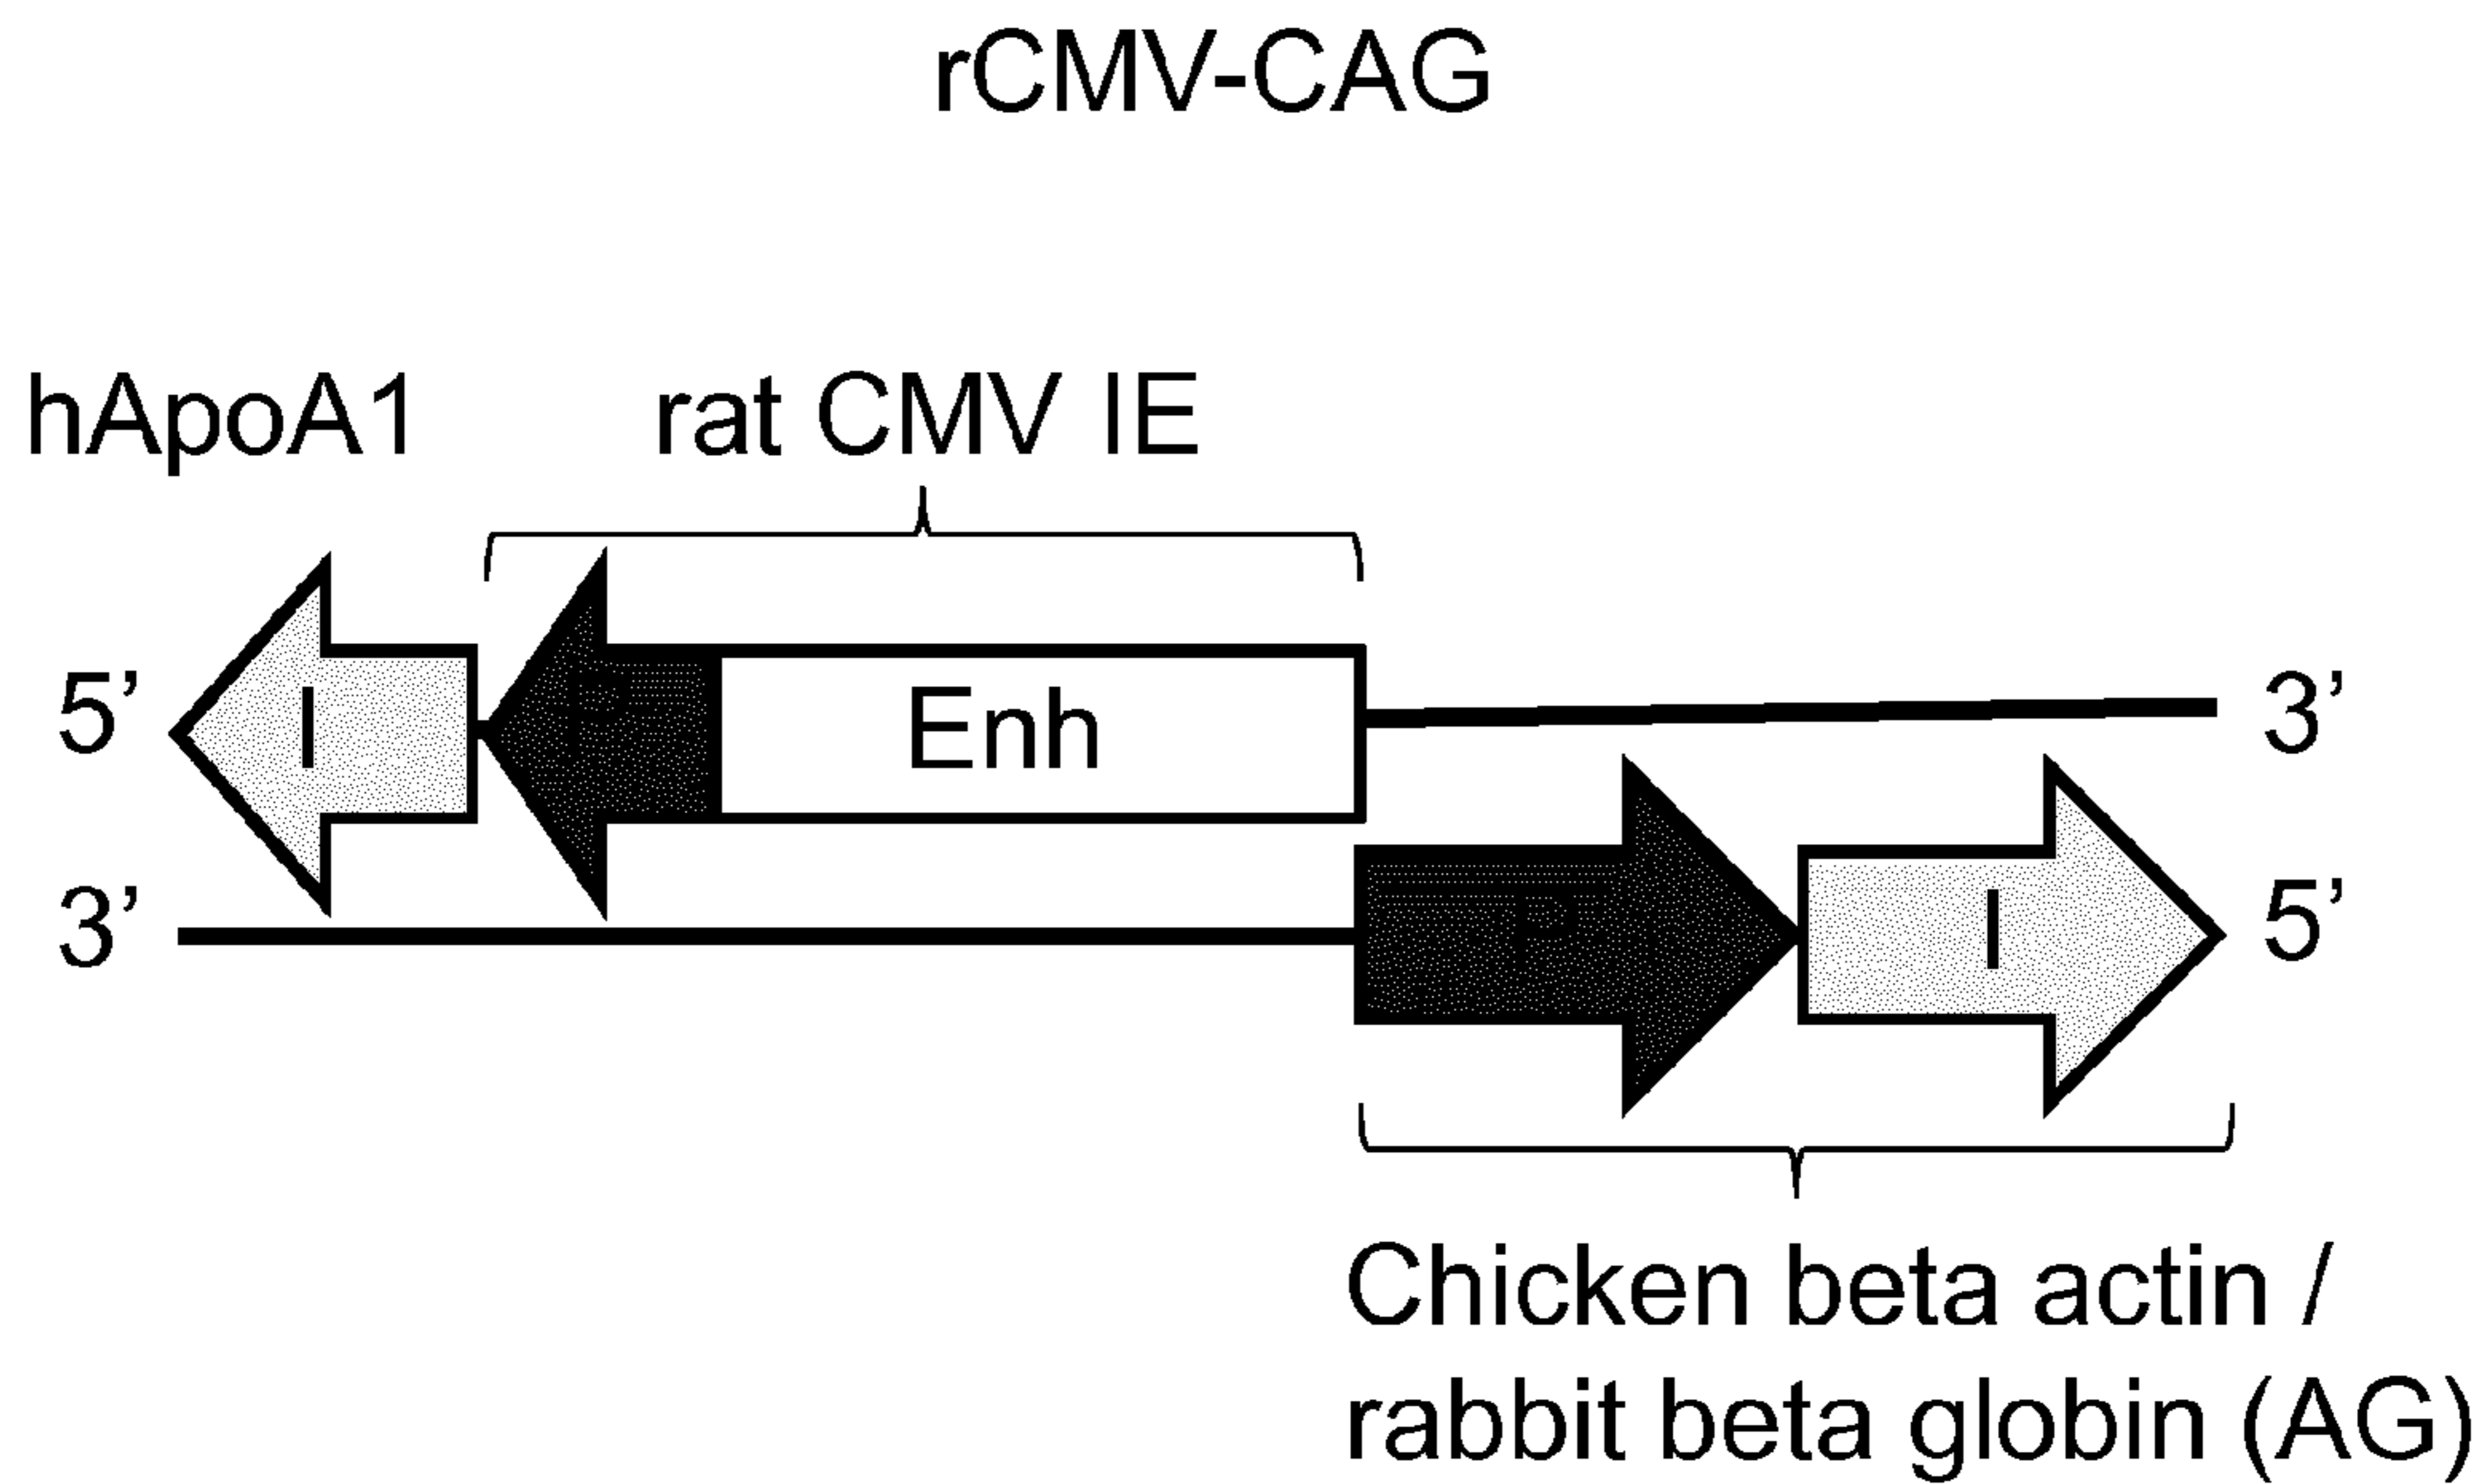 rCMV-CAG
hApoA1
rat CMV IE
5’
I
P
Enh
3’
3’
P
I
5’
Chicken beta actin /
rabbit beta globin (AG)